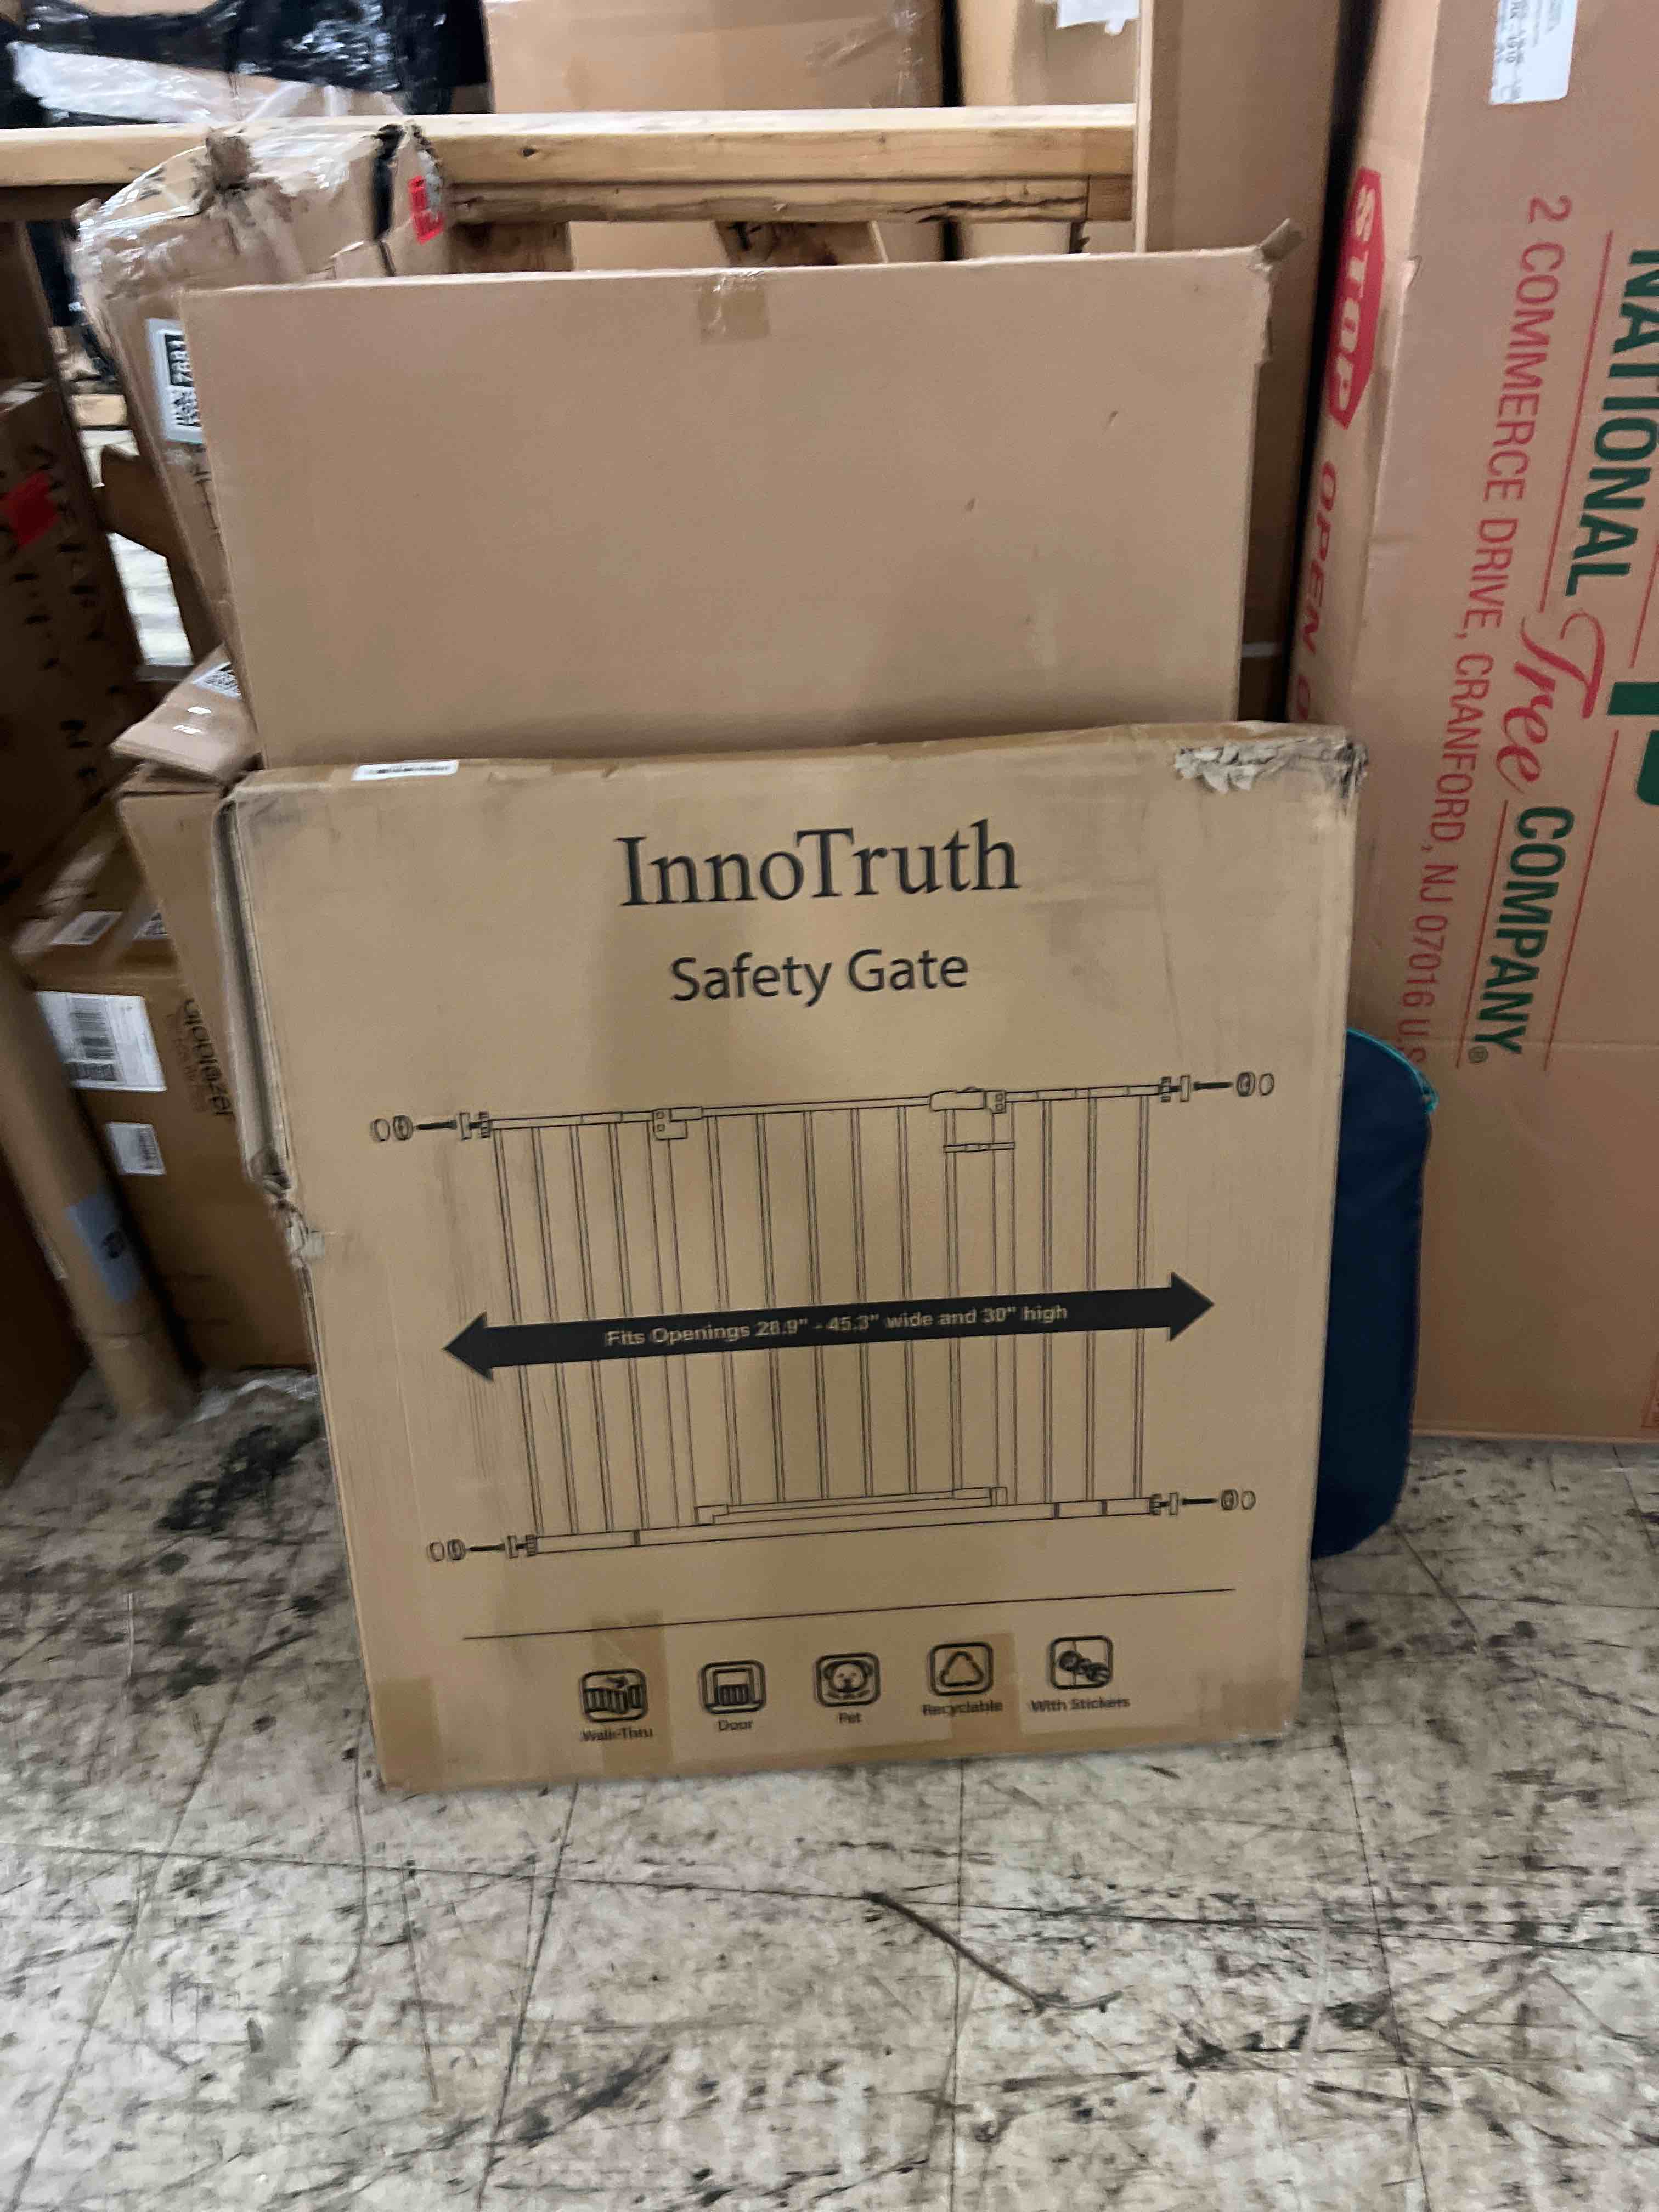 InnoTruth
Safety Gate
Fits Openings 28.9" - 45.3" wide and 30" high
Walk-Thru
Door
Pet
Recyclable
With Stickers
STOP
OPEN
2 COMMERCE DRIVE, CRANFORD, NJ 07016 U.S
NATIONAL
Tree
COMPANY®